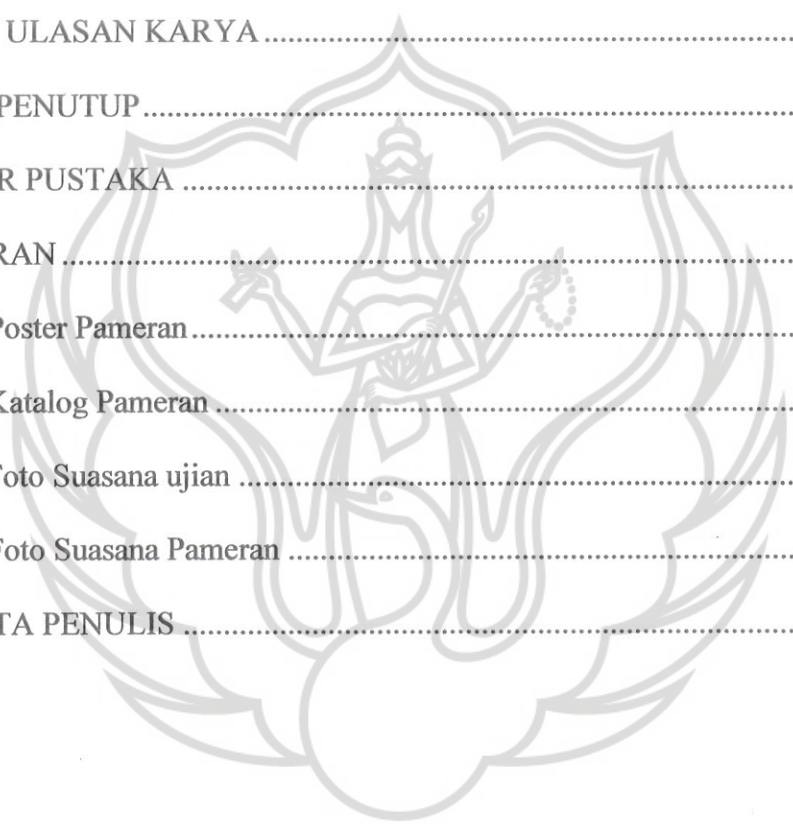 ULASAN KARYA ................................................................................
PENUTUP ................................................................................
R PUSTAKA ................................................................................
RAN ................................................................................
Poster Pameran ................................................................................
Katalog Pameran ................................................................................
Foto Suasana ujian ................................................................................
Foto Suasana Pameran ................................................................................
TA PENULIS ................................................................................